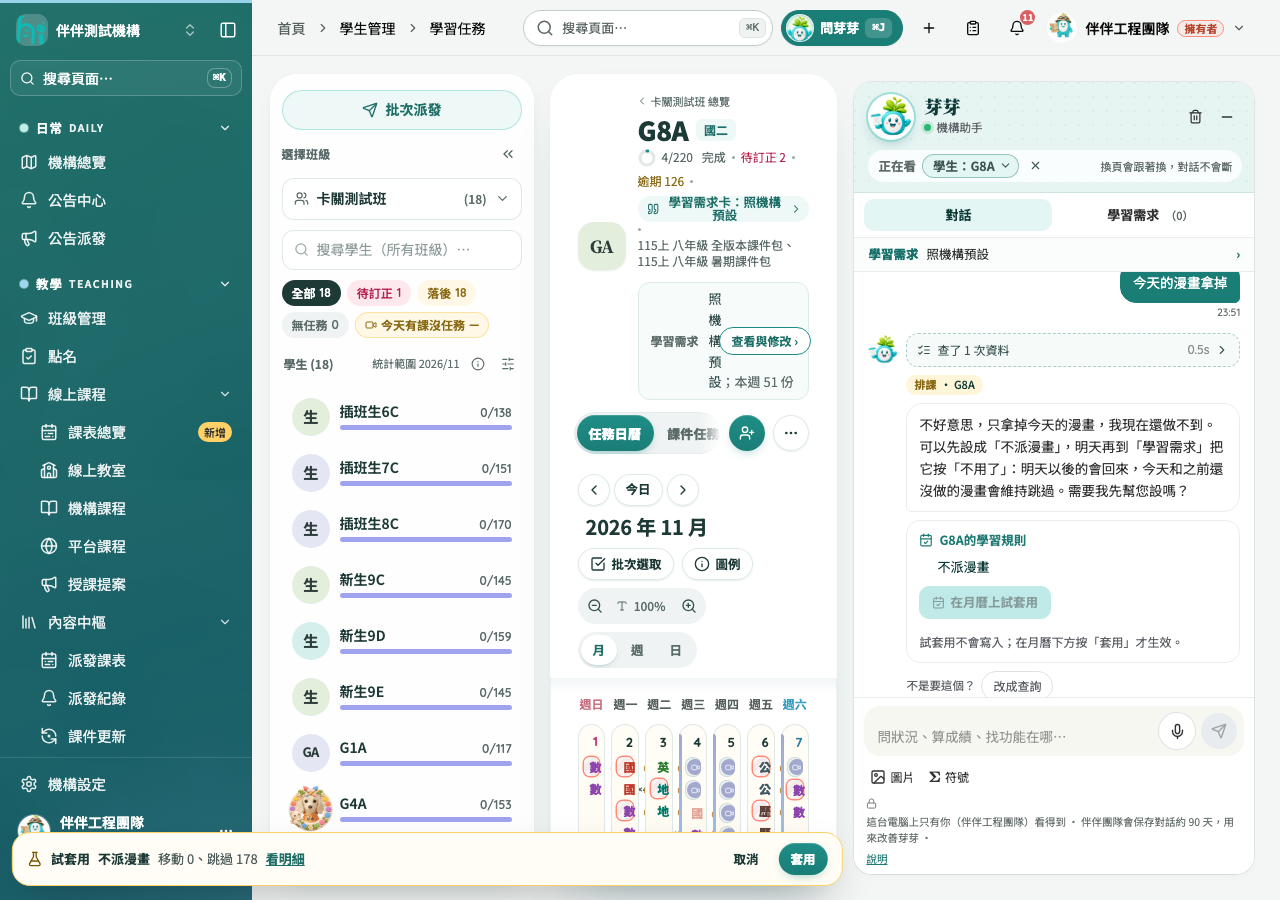 伴伴測試機構
搜尋頁面⋯ ⌘K
日常 DAILY
機構總覽
公告中心
公告派發
教學 TEACHING
班級管理
點名
線上課程
課表總覽 新增
線上教室
機構課程
平台課程
授課提案
內容中樞
派發課表
派發紀錄
課件更新
機構設定
伴伴工程團隊
首頁 > 學生管理 > 學習任務
搜尋頁面⋯ ⌘K
問芽芽 ⌘J
11
伴伴工程團隊 擁有者
批次派發
選擇班級
卡關測試班 (18)
搜尋學生（所有班級）⋯
全部 18 待訂正 1 落後 18
無任務 0 今天有課沒任務 —
學生 (18) 統計範圍 2026/11
生 插班生6C 0/138
生 插班生7C 0/151
生 插班生8C 0/170
生 新生9C 0/145
生 新生9D 0/159
生 新生9E 0/145
GA G1A 0/117
G4A 0/153
卡關測試班 總覽
G8A 國二
4/220 完成 • 待訂正 2 •
逾期 126 •
學習需求卡：照機構
預設
•
GA
115上 八年級 全版本課件包、
115上 八年級 暑期課件包
學習需求
照
機
構
預
設；本週 51 份
查看與修改 ›
任務日曆 課件任務
今日
2026 年 11 月
批次選取 圖例
100%
月 週 日
週日 週一 週二 週三 週四 週五 週六
1 2 3 4 5 6 7
數 國 英 公
數 國 地 公 數
數 地 國 歷 數
芽芽
機構助手
正在看 學生：G8A × 換頁會跟著換，對話不會斷
對話 學習需求 (0)
學習需求 照機構預設 ›
今天的漫畫拿掉
23:51
查了 1 次資料 0.5s
排課 • G8A
不好意思，只拿掉今天的漫畫，我現在還做不到。
可以先設成「不派漫畫」，明天再到「學習需求」把
它按「不用了」：明天以後的會回來，今天和之前還
沒做的漫畫會維持跳過。需要我先幫您設嗎？
G8A的學習規則
不派漫畫
在月曆上試套用
試套用不會寫入；在月曆下方按「套用」才生效。
不是要這個？ 改成查詢
問狀況、算成績、找功能在哪⋯
圖片 Σ 符號
這台電腦上只有你（伴伴工程團隊）看得到 • 伴伴團隊會保存對話約 90 天，用
來改善芽芽 •
說明
試套用 不派漫畫 移動 0、跳過 178 看明細
取消 套用